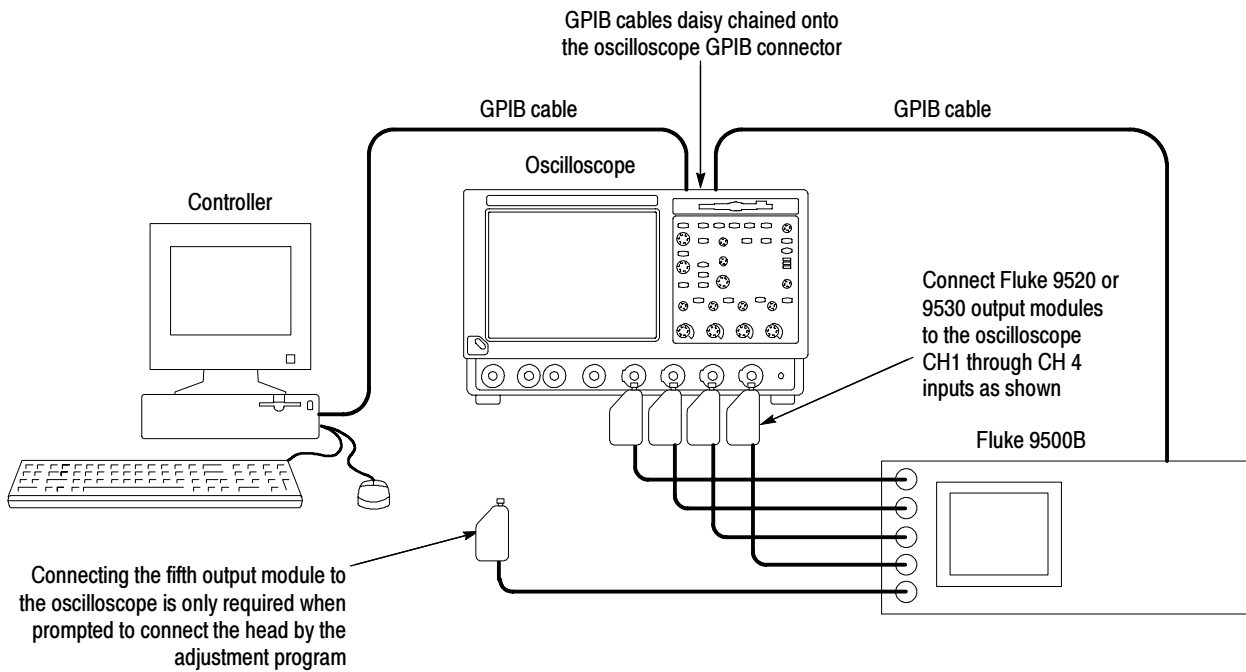 GPIB cables daisy chained onto
the oscilloscope GPIB connector
GPIB cable
GPIB cable
Oscilloscope
Controller
Connect Fluke 9520 or
9530 output modules
to the oscilloscope
CH1 through CH 4
inputs as shown
Fluke 9500B
Connecting the fifth output module to
the oscilloscope is only required when
prompted to connect the head by the
adjustment program